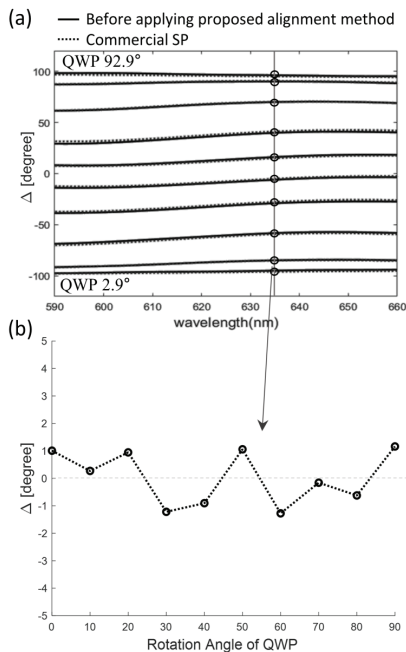 (a)
Before applying proposed alignment method
Commercial SP
QWP 92.9°
100
50
0
-50
-100
Δ [degree]
QWP 2.9°
590 600 610 620 630 640 650 660
wavelength(nm)
(b)
5
4
3
2
1
0
-1
-2
-3
-4
-5
Δ [degree]
0 10 20 30 40 50 60 70 80 90
Rotation Angle of QWP